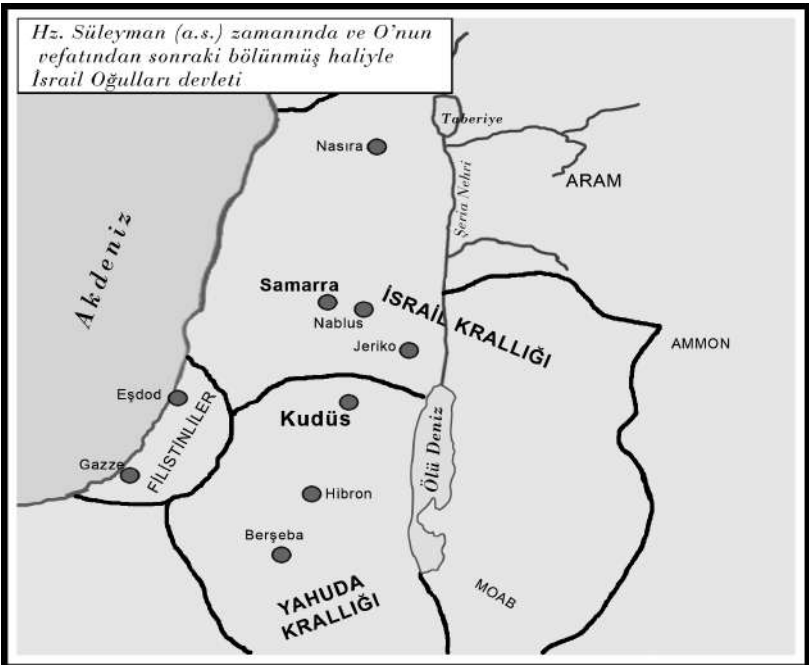 Hz. Süleyman (a.s.) zamanında ve O'nun
vefatından sonraki bölünmüş haliyle
İsrail Oğulları devleti
Taberiye
Nasıra
ARAM
Şeria Nehri
Akdeniz
Samarra
Nablus
İSRAİL KRALLIĞI
Jeriko
AMMON
Eşdod
FİLİSTİNLİLER
Kudüs
Gazze
Ölü Deniz
Hibron
Berşeba
YAHUDA
KRALLIĞI
MOAB